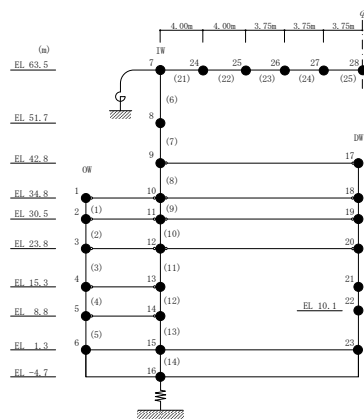 4.00m 4.00m 3.75m 3.75m 3.75m
(m) IW
EL 63.5 7 24 25 26 27 28
(21) (22) (23) (24) (25)
(6)
EL 51.7 8
(7)
EL 42.8 9 17 DW
OW (8)
EL 34.8 1 10 18
(1) (9)
EL 30.5 2 11 19
(2) (10)
EL 23.8 3 12 20
(3) (11)
EL 15.3 4 13 21
(4) (12) EL 10.1 22
EL 8.8 5 14
(5) (13)
EL 1.3 6 15 23
(14)
EL -4.7 16